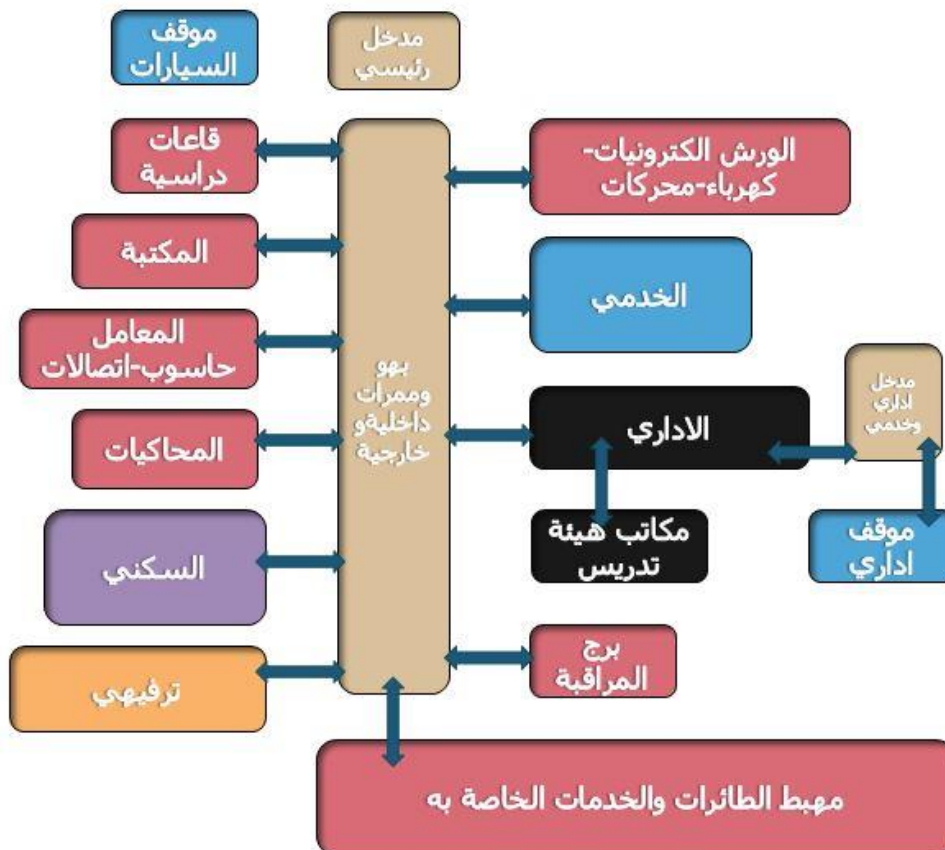 موقف
السيارات
مدخل
رئيسي
قاعات
دراسية
الورش الكترونيات-
كهرباء-محركات
المكتبة
الخدمي
المعامل
حاسوب-اتصالات
بهو
وممرات
داخليةو
خارجية
مدخل
اداري
وخدمي
الاداري
المحاكيات
السكني
مكاتب هيئة
تدريس
موقف
اداري
برج
المراقبة
ترفيهي
مهبط الطائرات والخدمات الخاصة به